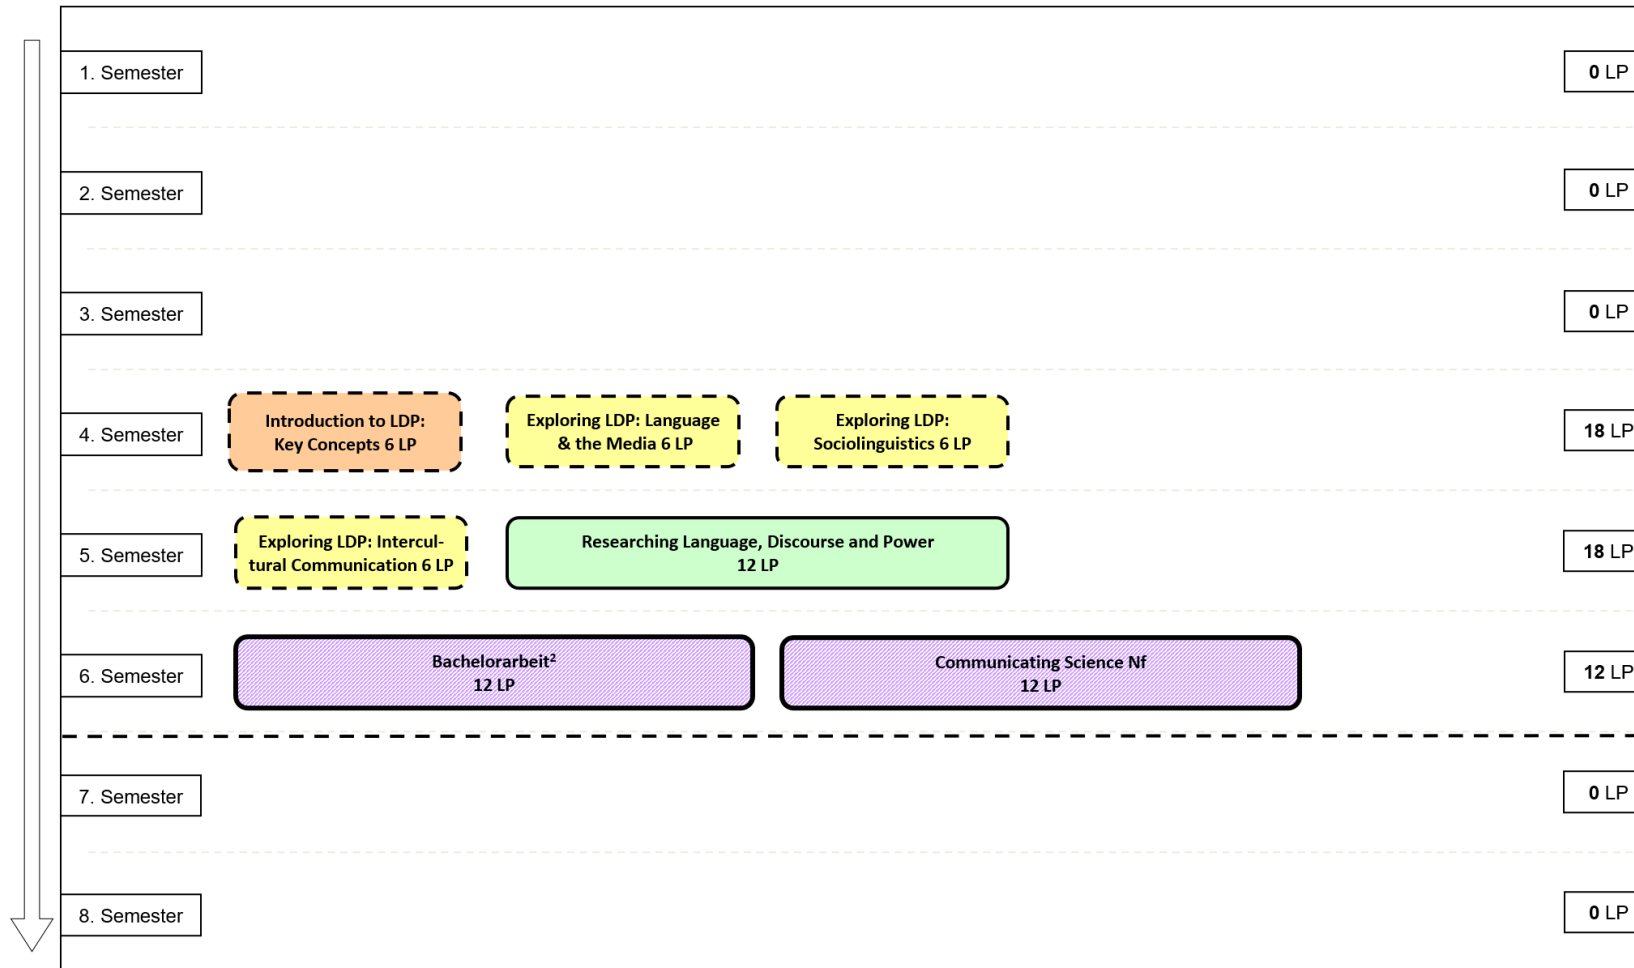 1. Semester
0 LP
2. Semester
0 LP
3. Semester
0 LP
4. Semester
Introduction to LDP:
Key Concepts 6 LP
Exploring LDP: Language
& the Media 6 LP
Exploring LDP:
Sociolinguistics 6 LP
18 LP
5. Semester
Exploring LDP: Intercul-
tural Communication 6 LP
Researching Language, Discourse and Power
12 LP
18 LP
6. Semester
Bachelorarbeit²
12 LP
Communicating Science Nf
12 LP
12 LP
7. Semester
0 LP
8. Semester
0 LP